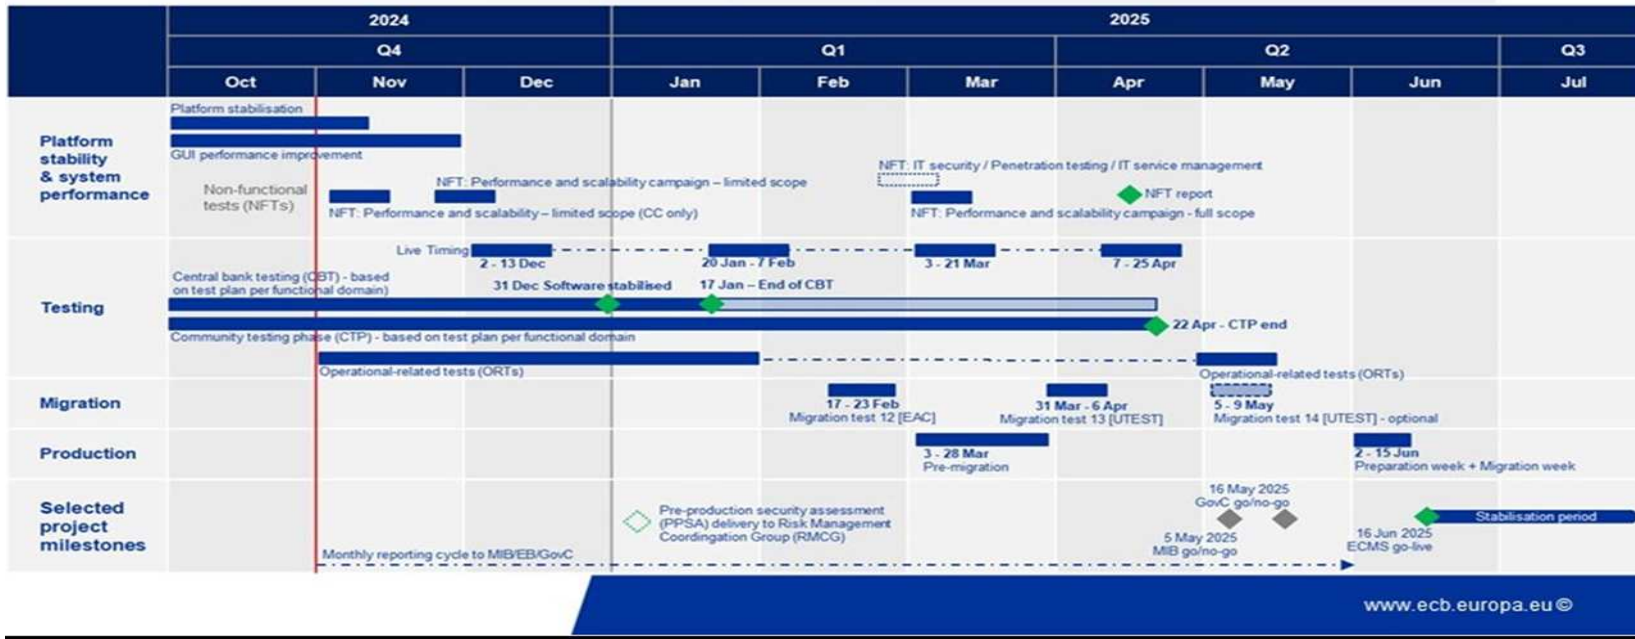 2024
2025
Q4
Q1
Q2
Q3
Oct
Nov
Dec
Jan
Feb
Mar
Apr
May
Jun
Jul
Platform
stability
& system
performance
Platform stabilisation
GUI performance improvement
Non-functional
tests (NFTs)
NFT: Performance and scalability campaign – limited scope
NFT: Performance and scalability – limited scope (CC only)
NFT: IT security / Penetration testing / IT service management
NFT report
NFT: Performance and scalability campaign - full scope
Testing
Live Timing
2 - 13 Dec
20 Jan - 7 Feb
3 - 21 Mar
7 - 25 Apr
Central bank testing (CBT) - based
on test plan per functional domain)
31 Dec Software stabilised
17 Jan – End of CBT
22 Apr - CTP end
Community testing phase (CTP) - based on test plan per functional domain
Operational-related tests (ORTs)
Operational-related tests (ORTs)
Migration
17 - 23 Feb
Migration test 12 [EAC]
31 Mar - 6 Apr
Migration test 13 [UTEST]
5 - 9 May
Migration test 14 [UTEST] - optional
Production
3 - 28 Mar
Pre-migration
2 - 15 Jun
Preparation week + Migration week
Selected
project
milestones
Pre-production security assessment
(PPSA) delivery to Risk Management
Coordingation Group (RMCG)
16 May 2025
GovC go/no-go
5 May 2025
MIB go/no-go
Stabilisation period
16 Jun 2025
ECMS go-live
Monthly reporting cycle to MIB/EB/GovC
www.ecb.europa.eu ©